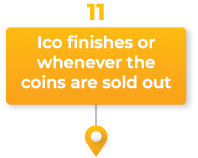 11
Ico finishes or
whenever the
coins are sold out